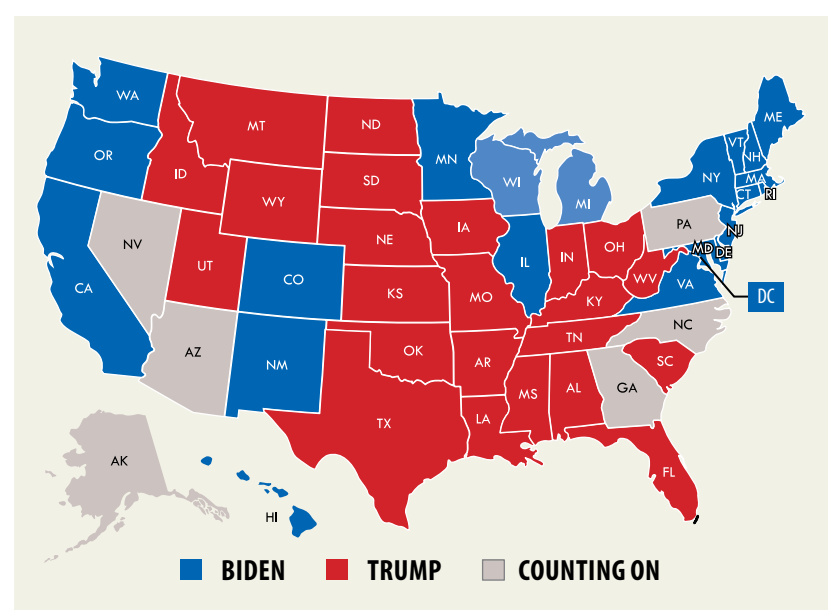 WA
OR
CA
NV
ID
MT
WY
UT
AZ
CO
NM
ND
SD
NE
KS
OK
TX
MN
IA
MO
AR
LA
WI
IL
MI
IN
OH
KY
TN
MS
AL
GA
FL
SC
NC
VA
WV
PA
NY
VT
NH
ME
MA
CT
RI
NJ
MD
DE
DC
AK
HI
BIDEN
TRUMP
COUNTING ON